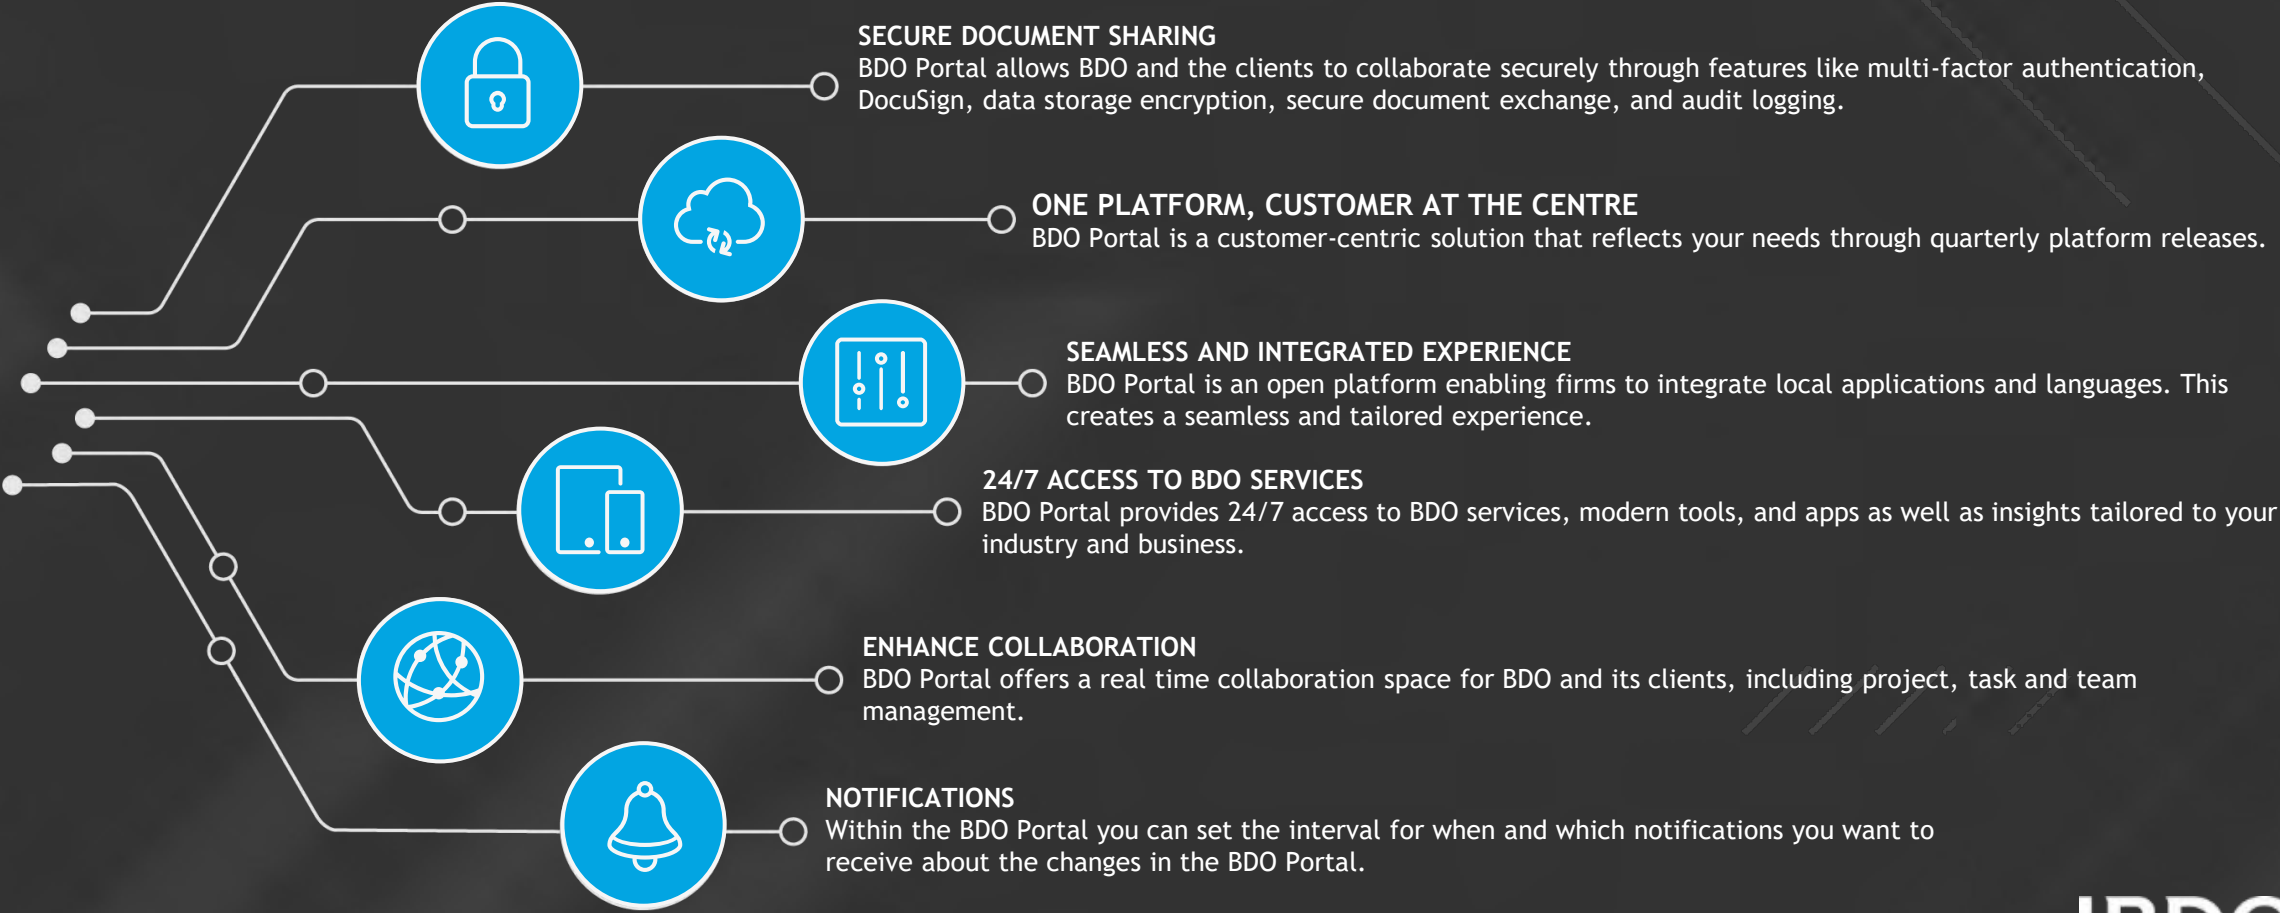 SECURE DOCUMENT SHARING
BDO Portal allows BDO and the clients to collaborate securely through features like multi-factor authentication,
DocuSign, data storage encryption, secure document exchange, and audit logging.
ONE PLATFORM, CUSTOMER AT THE CENTRE
BDO Portal is a customer-centric solution that reflects your needs through quarterly platform releases.
SEAMLESS AND INTEGRATED EXPERIENCE
BDO Portal is an open platform enabling firms to integrate local applications and languages. This
creates a seamless and tailored experience.
24/7 ACCESS TO BDO SERVICES
BDO Portal provides 24/7 access to BDO services, modern tools, and apps as well as insights tailored to your
industry and business.
ENHANCE COLLABORATION
BDO Portal offers a real time collaboration space for BDO and its clients, including project, task and team
management.
NOTIFICATIONS
Within the BDO Portal you can set the interval for when and which notifications you want to
receive about the changes in the BDO Portal.
BDO